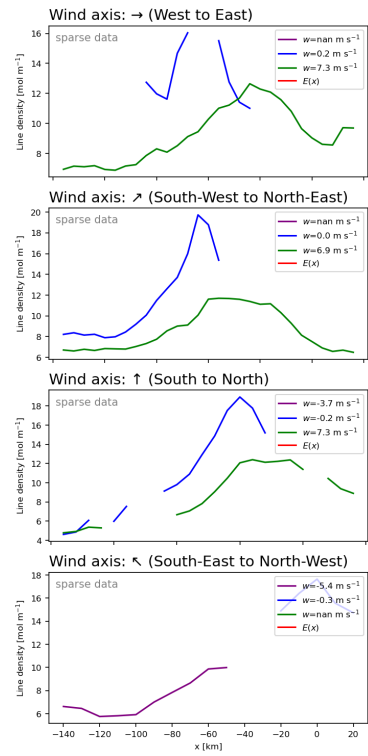 Wind axis: → (West to East)
sparse data
w=nan m s⁻¹
w=0.2 m s⁻¹
w=7.3 m s⁻¹
E(x)
Line density [mol m⁻¹]
16
14
12
10
8
Wind axis: ↗ (South-West to North-East)
sparse data
w=nan m s⁻¹
w=0.0 m s⁻¹
w=6.9 m s⁻¹
E(x)
Line density [mol m⁻¹]
20
18
16
14
12
10
8
6
Wind axis: ↑ (South to North)
sparse data
w=-3.7 m s⁻¹
w=-0.2 m s⁻¹
w=7.3 m s⁻¹
E(x)
Line density [mol m⁻¹]
18
16
14
12
10
8
6
4
Wind axis: ↖ (South-East to North-West)
sparse data
w=-5.4 m s⁻¹
w=-0.3 m s⁻¹
w=nan m s⁻¹
E(x)
Line density [mol m⁻¹]
18
16
14
12
10
8
6
−140 −120 −100 −80 −60 −40 −20 0 20
x [km]